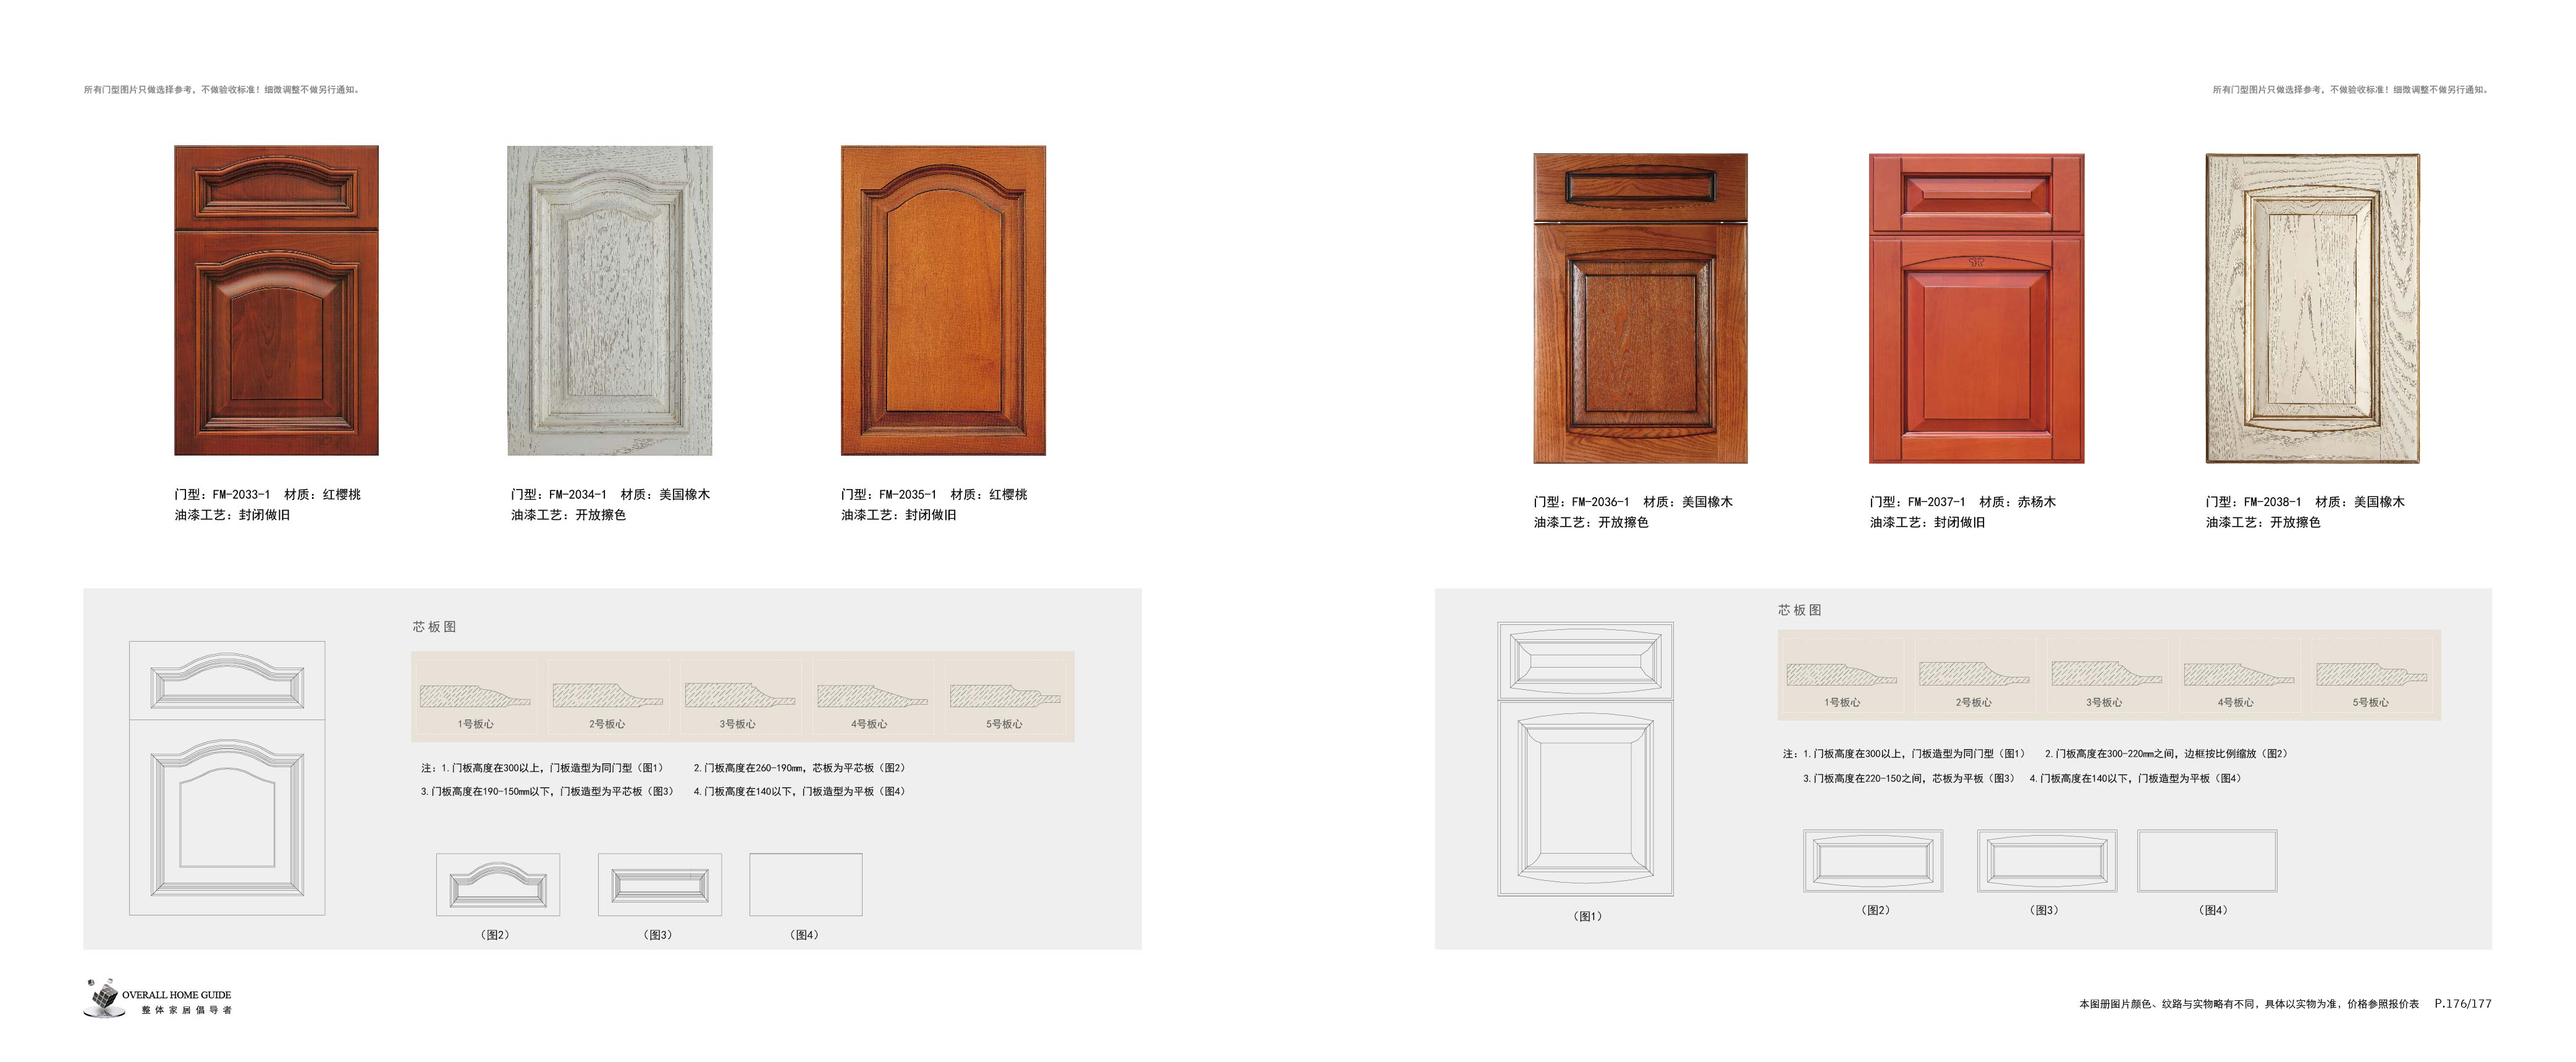 所有门型图片只做选择参考，不做验收标准！细微调整不做另行通知。
门型：FM-2033-1 材质：红樱桃
油漆工艺：封闭做旧
门型：FM-2034-1 材质：美国橡木
油漆工艺：开放擦色
门型：FM-2035-1 材质：红樱桃
油漆工艺：封闭做旧
芯板图
1号板心
2号板心
3号板心
4号板心
5号板心
注：1.门板高度在300以上，门板造型为同门型（图1） 2.门板高度在260-190mm，芯板为平芯板（图2）
3.门板高度在190-150mm以下，门板造型为平芯板（图3） 4.门板高度在140以下，门板造型为平板（图4）
（图2）
（图3）
（图4）
OVERALL HOME GUIDE
整体家居倡导者
所有门型图片只做选择参考，不做验收标准！细微调整不做另行通知。
门型：FM-2036-1 材质：美国橡木
油漆工艺：开放擦色
门型：FM-2037-1 材质：赤杨木
油漆工艺：封闭做旧
门型：FM-2038-1 材质：美国橡木
油漆工艺：开放擦色
芯板图
1号板心
2号板心
3号板心
4号板心
5号板心
注：1.门板高度在300以上，门板造型为同门型（图1） 2.门板高度在300-220mm之间，边框按比例缩放（图2）
3.门板高度在220-150之间，芯板为平板（图3） 4.门板高度在140以下，门板造型为平板（图4）
（图1）
（图2）
（图3）
（图4）
本图册图片颜色、纹路与实物略有不同，具体以实物为准，价格参照报价表 P.176/177